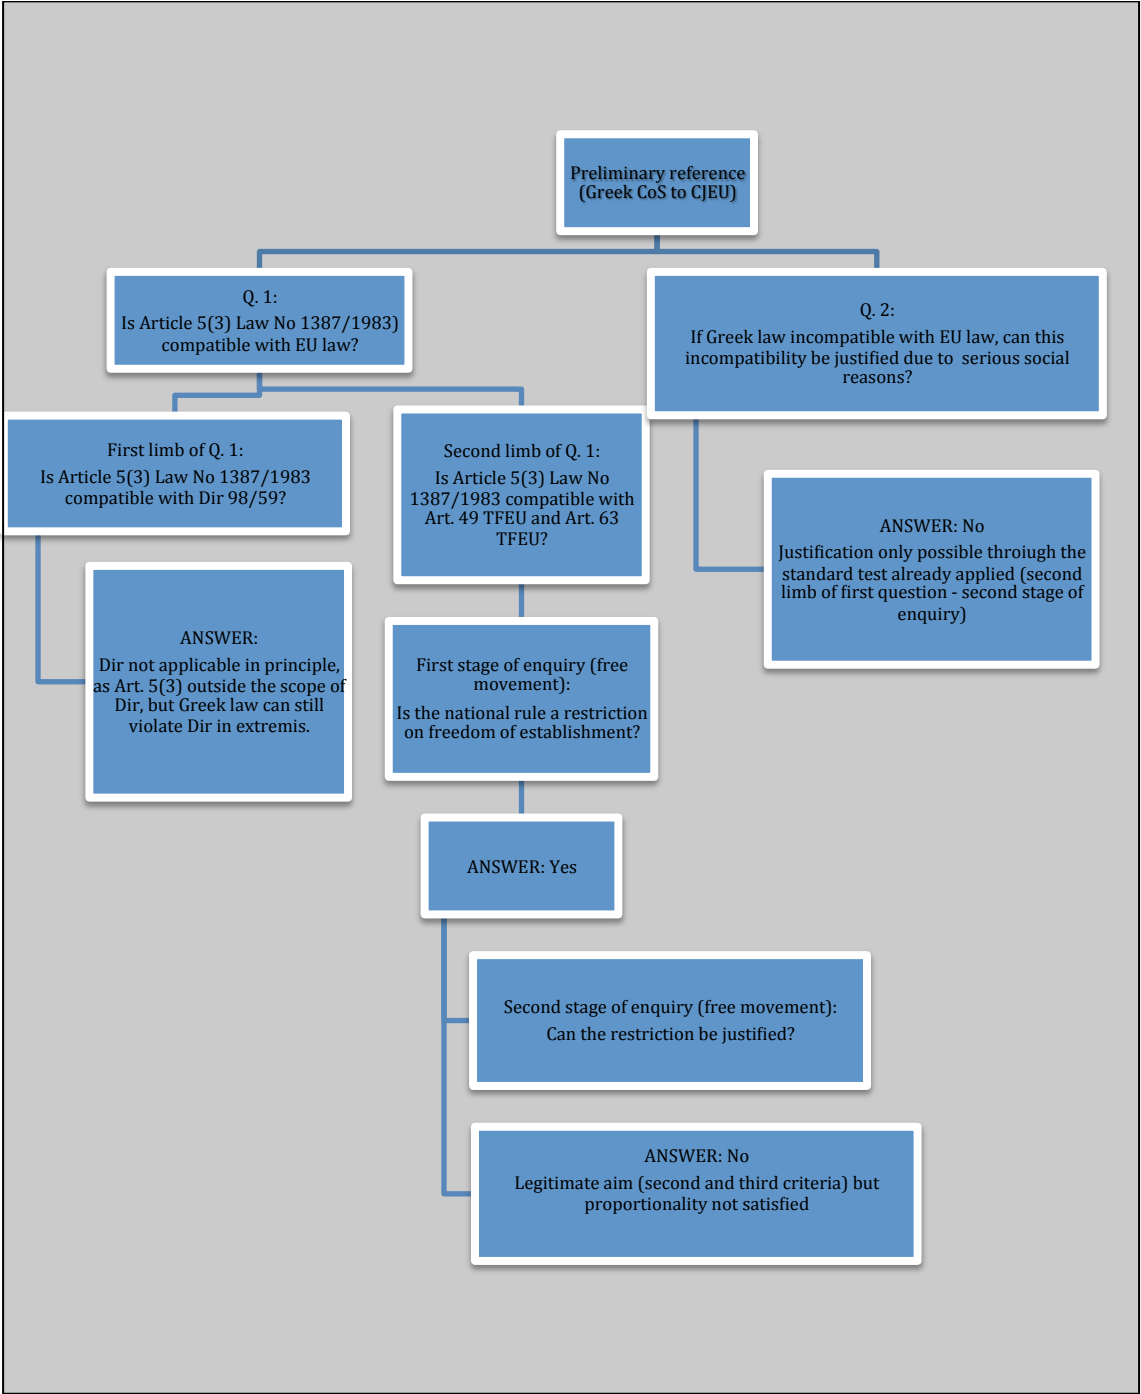 Preliminary reference
(Greek CoS to CJEU)
Q. 1:
Is Article 5(3) Law No 1387/1983)
compatible with EU law?
Q. 2:
If Greek law incompatible with EU law, can this
incompatibility be justified due to serious social
reasons?
First limb of Q. 1:
Is Article 5(3) Law No 1387/1983
compatible with Dir 98/59?
Second limb of Q. 1:
Is Article 5(3) Law No
1387/1983 compatible with
Art. 49 TFEU and Art. 63
TFEU?
ANSWER: No
Justification only possible throiugh the
standard test already applied (second
limb of first question - second stage of
enquiry)
ANSWER:
Dir not applicable in principle,
as Art. 5(3) outside the scope of
Dir, but Greek law can still
violate Dir in extremis.
First stage of enquiry (free
movement):
Is the national rule a restriction
on freedom of establishment?
ANSWER: Yes
Second stage of enquiry (free movement):
Can the restriction be justified?
ANSWER: No
Legitimate aim (second and third criteria) but
proportionality not satisfied